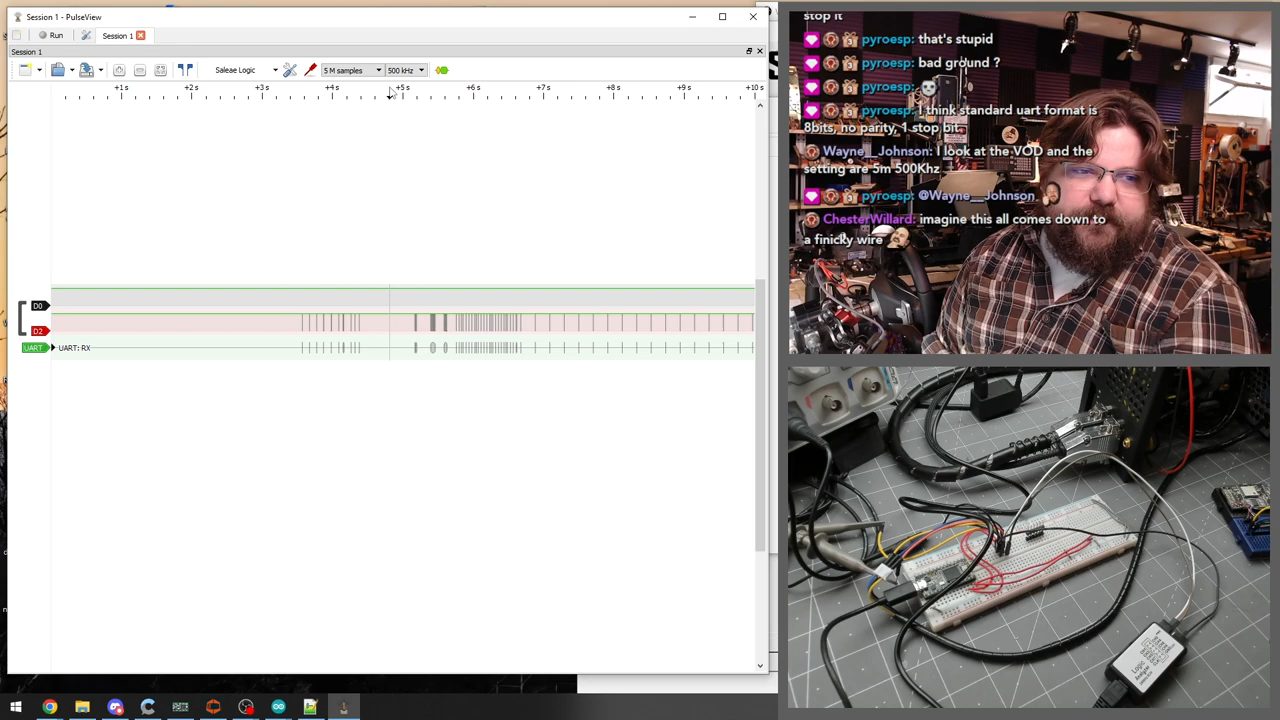 Session 1 - PulseView
Run
Session 1
Session 1
Saleae Logic
5 M samples
500 kHz
+1 s
+2 s
+3 s
+4 s
+5 s
+6 s
+7 s
+8 s
+9 s
+10 s
D0
D2
UART
UART: RX
stop it
pyroesp: that's stupid
pyroesp: bad ground ?
pyroesp:
pyroesp: I think standard uart format is
8bits, no parity, 1 stop bit.
Wayne__Johnson: I look at the VOD and the
setting are 5m 500Khz
pyroesp: @Wayne__Johnson
ChesterWillard: imagine this all comes down to
a finicky wire
Logic
Analyzer